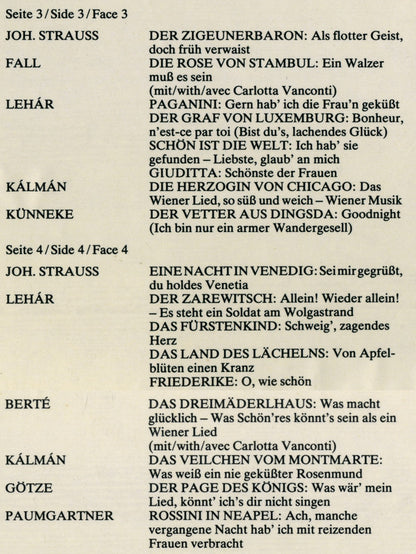 Seite 3/Side 3/Face 3
JOH. STRAUSS DER ZIGEUNERBARON: Als flotter Geist,
doch früh verwaist
FALL DIE ROSE VON STAMBUL: Ein Walzer
muß es sein
(mit/with/avec Carlotta Vanconti)
LEHÁR PAGANINI: Gern hab' ich die Frau'n geküßt
DER GRAF VON LUXEMBURG: Bonheur,
n'est-ce par toi (Bist du's, lachendes Glück)
SCHÖN IST DIE WELT: Ich hab' sie
gefunden – Liebste, glaub' an mich
GIUDITTA: Schönste der Frauen
KÁLMÁN DIE HERZOGIN VON CHICAGO: Das
Wiener Lied, so süß und weich – Wiener Musik
KÜNNEKE DER VETTER AUS DINGSDA: Goodnight
(Ich bin nur ein armer Wandergesell)
Seite 4/Side 4/Face 4
JOH. STRAUSS EINE NACHT IN VENEDIG: Sei mir gegrüßt,
du holdes Venetia
LEHÁR DER ZAREWITSCH: Allein! Wieder allein!
– Es steht ein Soldat am Wolgastrand
DAS FÜRSTENKIND: Schweig', zagendes
Herz
DAS LAND DES LÄCHELNS: Von Apfel-
blüten einen Kranz
FRIEDERIKE: O, wie schön
BERTÉ DAS DREIMÄDERLHAUS: Was macht
glücklich – Was Schön'res könnt's sein als ein
Wiener Lied
(mit/with/avec Carlotta Vanconti)
KÁLMÁN DAS VEILCHEN VOM MONTMARTE:
Was weiß ein nie geküßter Rosenmund
GÖTZE DER PAGE DES KÖNIGS: Was wär' mein
Lied, könnt' ich's dir nicht singen
PAUMGARTNER ROSSINI IN NEAPEL: Ach, manche
vergangene Nacht hab' ich mit reizenden
Frauen verbracht